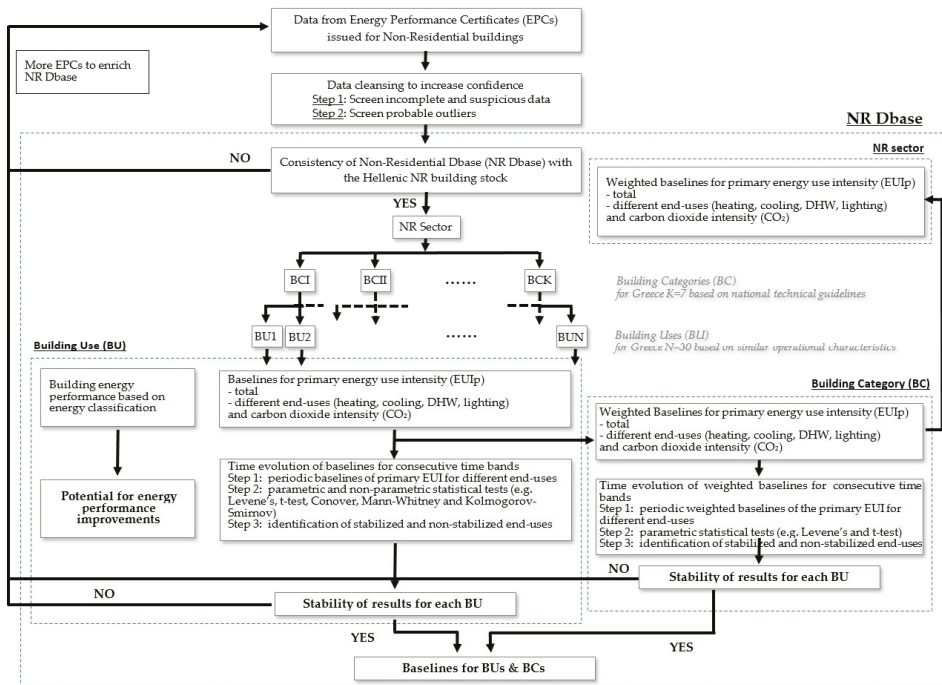 Data from Energy Performance Certificates (EPCs)
issued for Non-Residential buildings
More EPCs to enrich
NR Dbase
Data cleansing to increase confidence
Step 1: Screen incomplete and suspicious data
Step 2: Screen probable outliers
NR Dbase
NO
Consistency of Non-Residential Dbase (NR Dbase) with
the Hellenic NR building stock
NR sector
Weighted baselines for primary energy use intensity (EUIp)
- total
- different end-uses (heating, cooling, DHW, lighting)
and carbon dioxide intensity (CO₂)
YES
NR Sector
BCI
BCII
......
BCK
Building Categories (BC)
for Greece K=7 based on national technical guidelines
BU1
BU2
......
BUN
Building Uses (BU)
for Greece N–30 based on similar operational characteristics
Building Use (BU)
Building energy
performance based on
energy classification
Potential for energy
performance
improvements
Baselines for primary energy use intensity (EUIp)
- total
- different end-uses (heating, cooling, DHW, lighting)
and carbon dioxide intensity (CO₂)
Building Category (BC)
Weighted Baselines for primary energy use intensity (EUIp)
- total
- different end-uses (heating, cooling, DHW, lighting)
and carbon dioxide intensity (CO₂)
Time evolution of baselines for consecutive time bands
Step 1: periodic baselines of primary EUI for different end-uses
Step 2: parametric and non-parametric statistical tests (e.g.
Levene's, t-test, Conover, Mann-Whitney and Kolmogorov-
Smirnov)
Step 3: identification of stabilized and non-stabilized end-uses
Time evolution of weighted baselines for consecutive time
bands
Step 1: periodic weighted baselines of the primary EUI for
different end-uses
Step 2: parametric statistical tests (e.g. Levene's and t-test)
Step 3: identification of stabilized and non-stabilized end-uses
NO
Stability of results for each BU
NO
Stability of results for each BU
YES
YES
Baselines for BUs & BCs